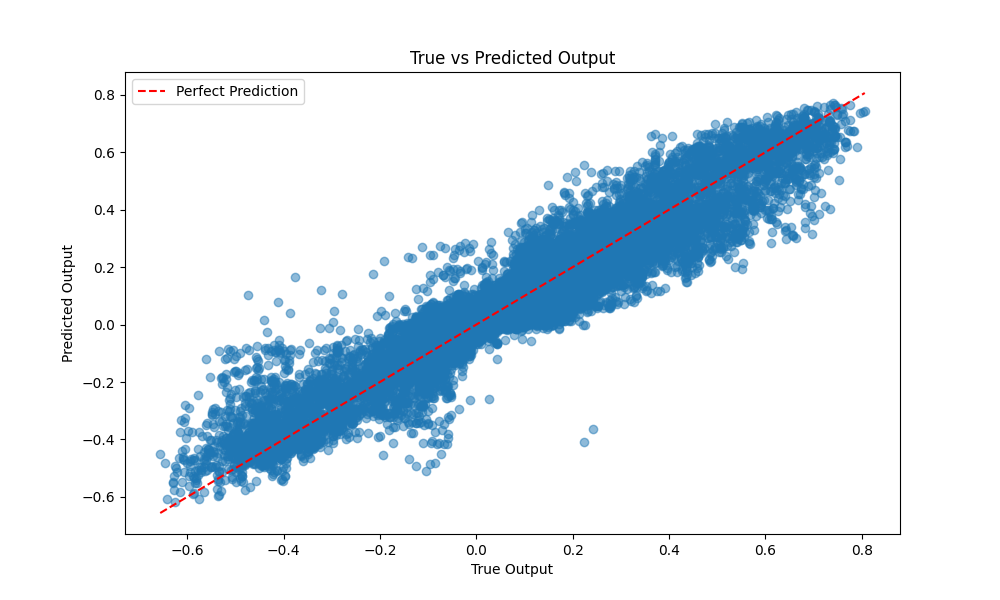 True vs Predicted Output
Perfect Prediction
0.8
0.6
0.4
0.2
0.0
−0.2
−0.4
−0.6
Predicted Output
−0.6 −0.4 −0.2 0.0 0.2 0.4 0.6 0.8
True Output